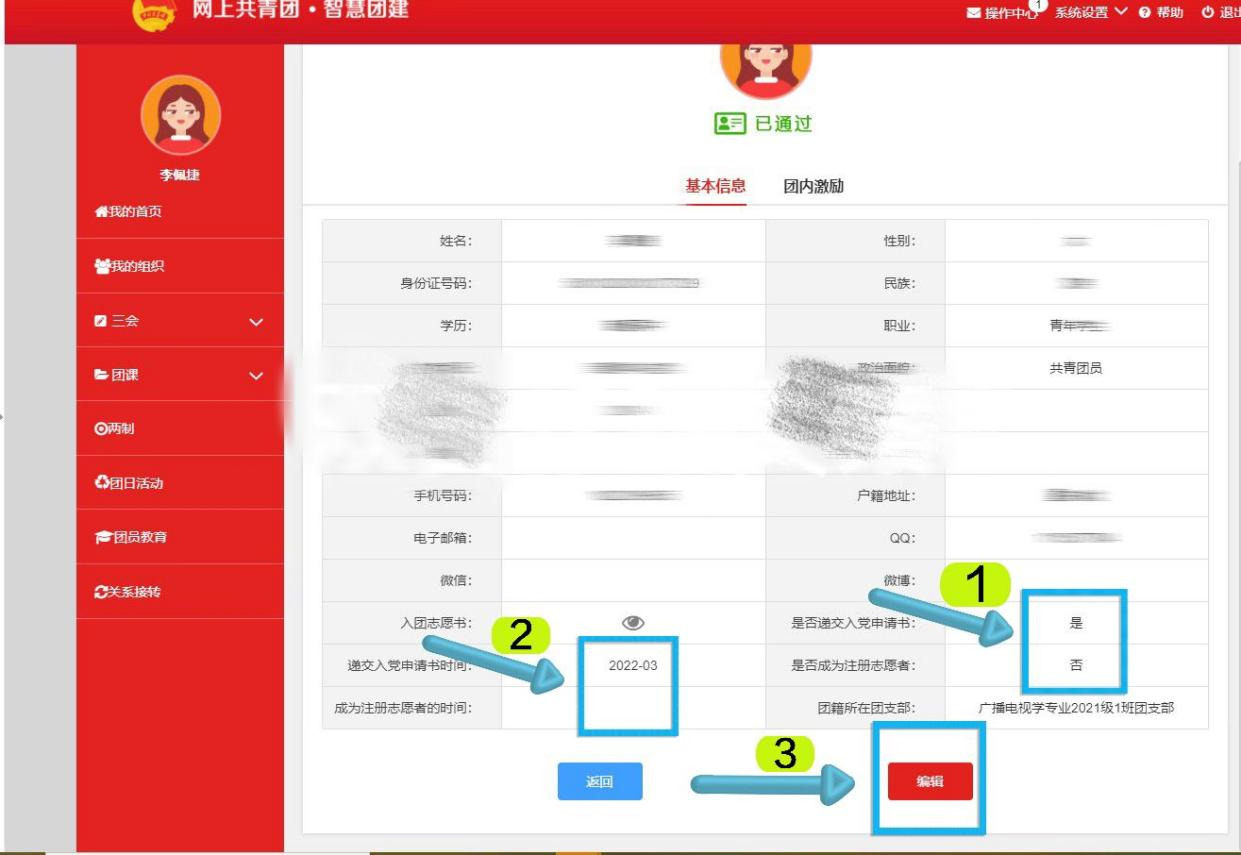 网上共青团·智慧团建
操作中心 1 系统设置 帮助 退出
李佩捷
我的首页
我的组织
三会
团课
两制
团日活动
团员教育
关系接转
已通过
基本信息 团内激励
姓名： 性别：
身份证号码： 民族：
学历： 职业： 青年学生
政治面貌： 共青团员
手机号码： 户籍地址：
电子邮箱： QQ：
微信： 微博： 1
入团志愿书： 2 是否递交入党申请书： 是
递交入党申请书时间： 2022-03 是否成为注册志愿者： 否
成为注册志愿者的时间： 团籍所在团支部： 广播电视学专业2021级1班团支部
返回 3 编辑